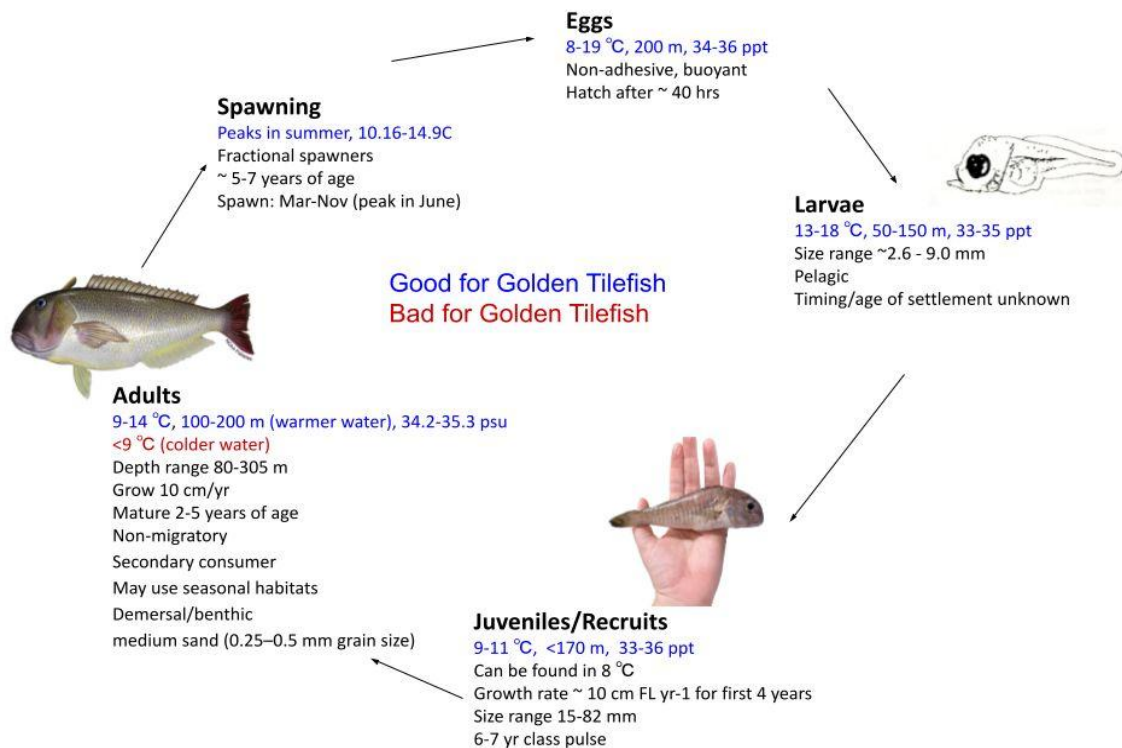 Eggs
8-19 °C, 200 m, 34-36 ppt
Non-adhesive, buoyant
Hatch after ~ 40 hrs
Spawning
Peaks in summer, 10.16-14.9C
Fractional spawners
~ 5-7 years of age
Spawn: Mar-Nov (peak in June)
Larvae
13-18 °C, 50-150 m, 33-35 ppt
Size range ~2.6 - 9.0 mm
Pelagic
Timing/age of settlement unknown
Good for Golden Tilefish
Bad for Golden Tilefish
Adults
9-14 °C, 100-200 m (warmer water), 34.2-35.3 psu
<9 °C (colder water)
Depth range 80-305 m
Grow 10 cm/yr
Mature 2-5 years of age
Non-migratory
Secondary consumer
May use seasonal habitats
Demersal/benthic
medium sand (0.25–0.5 mm grain size)
Juveniles/Recruits
9-11 °C, <170 m, 33-36 ppt
Can be found in 8 °C
Growth rate ~ 10 cm FL yr-1 for first 4 years
Size range 15-82 mm
6-7 yr class pulse